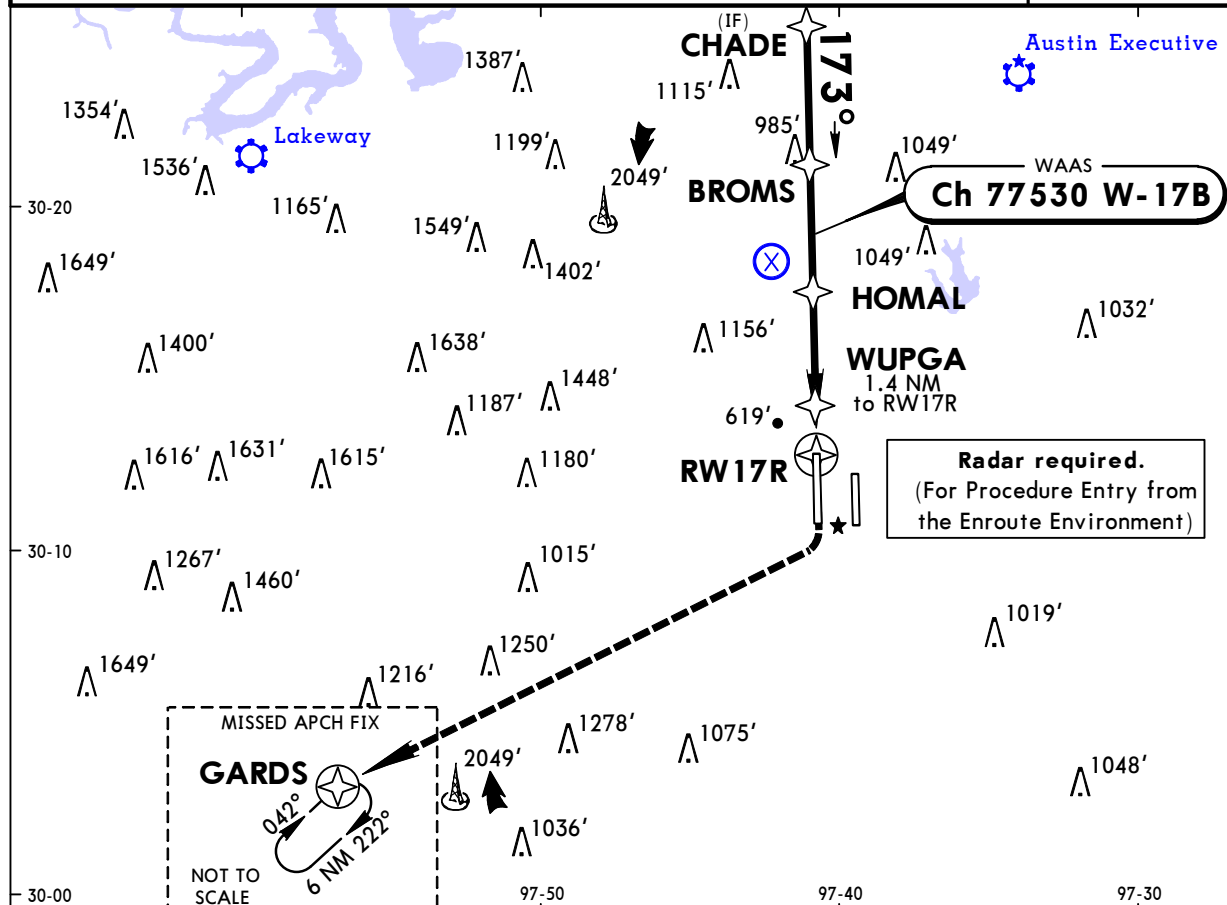 (IF)
CHADE
173°
Austin Executive
1387'
1115'
1354'
Lakeway
1199'
985'
1049'
WAAS
Ch 77530 W-17B
1536'
2049'
BROMS
30-20
1165'
1549'
1402'
1049'
1649'
X
HOMAL
1032'
1400'
1638'
1156'
WUPGA
1.4 NM
to RW17R
1448'
1187'
619'
1616'
1631'
1615'
1180'
RW17R
Radar required.
(For Procedure Entry from
the Enroute Environment)
30-10
1267'
1460'
1015'
1019'
1649'
1250'
1216'
MISSED APCH FIX
1278'
1075'
GARDS
2049'
1048'
042°
6 NM 222°
1036'
NOT TO
SCALE
30-00
97-50
97-40
97-30